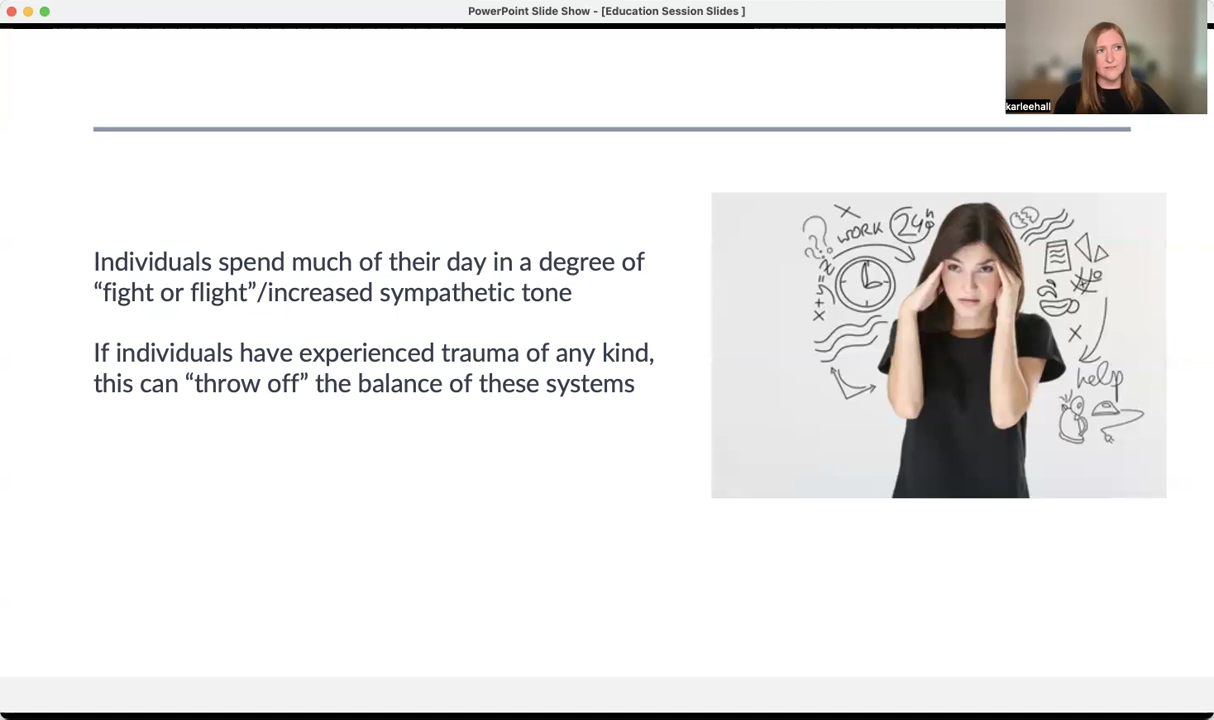 PowerPoint Slide Show - [Education Session Slides ]
karleehall
Individuals spend much of their day in a degree of
“fight or flight”/increased sympathetic tone
If individuals have experienced trauma of any kind,
this can “throw off” the balance of these systems
???
WORK
24h
x+y=z
help